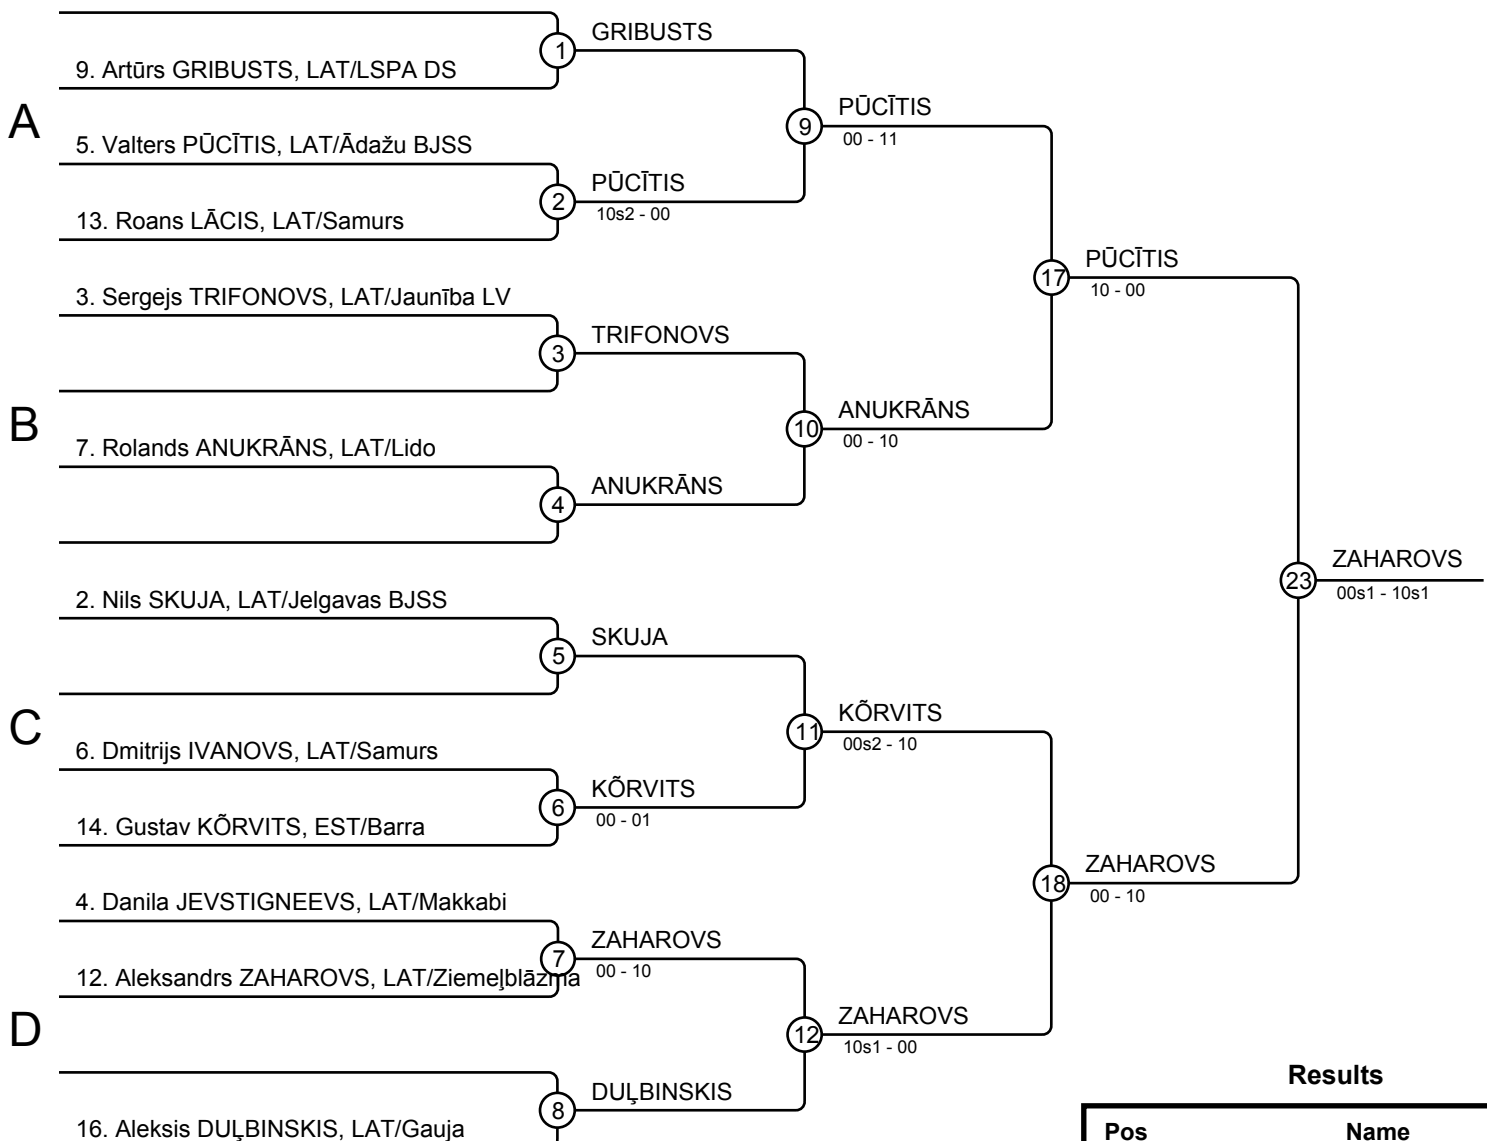 GRIBUSTS
1
9. Artūrs GRIBUSTS, LAT/LSPA DS
A
PŪCĪTIS
9
00 - 11
5. Valters PŪCĪTIS, LAT/Ādažu BJSS
PŪCĪTIS
2
10s2 - 00
13. Roans LĀCIS, LAT/Samurs
PŪCĪTIS
17
10 - 00
3. Sergejs TRIFONOVS, LAT/Jaunība LV
TRIFONOVS
3
B
ANUKRĀNS
10
00 - 10
7. Rolands ANUKRĀNS, LAT/Lido
ANUKRĀNS
4
ZAHAROVS
23
00s1 - 10s1
2. Nils SKUJA, LAT/Jelgavas BJSS
SKUJA
5
C
KÕRVITS
11
00s2 - 10
6. Dmitrijs IVANOVS, LAT/Samurs
KÕRVITS
6
00 - 01
14. Gustav KÕRVITS, EST/Barra
ZAHAROVS
18
00 - 10
4. Danila JEVSTIGNEEVS, LAT/Makkabi
ZAHAROVS
7
00 - 10
12. Aleksandrs ZAHAROVS, LAT/Ziemeļblāzma
D
ZAHAROVS
12
10s1 - 00
DUĻBINSKIS
8
16. Aleksis DUĻBINSKIS, LAT/Gauja
Results
Pos Name